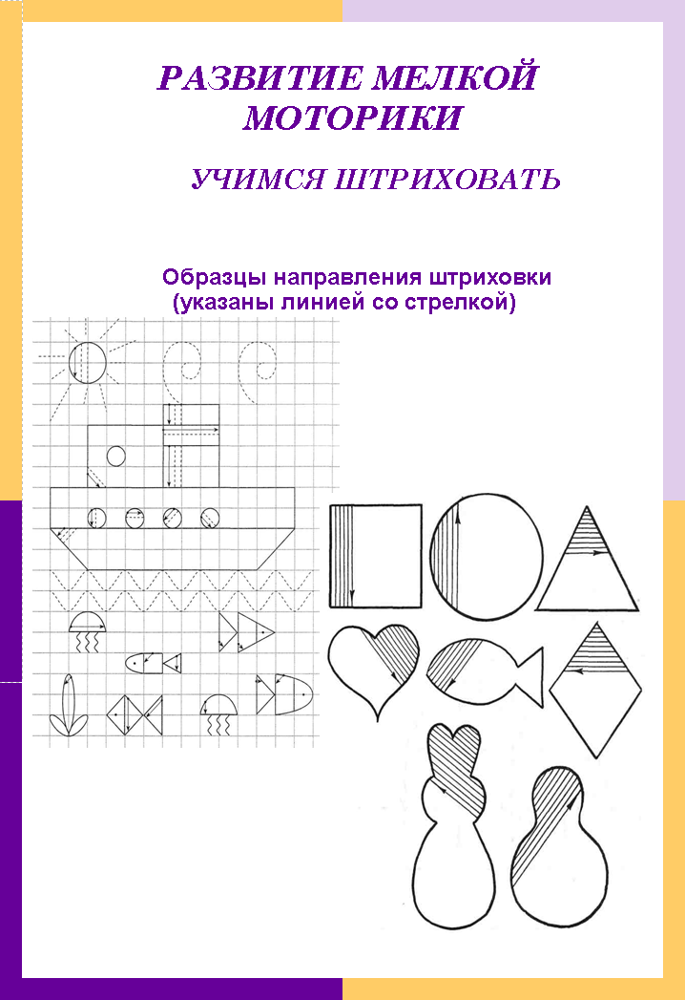 РАЗВИТИЕ МЕЛКОЙ
МОТОРИКИ
УЧИМСЯ ШТРИХОВАТЬ
Образцы направления штриховки
(указаны линией со стрелкой)